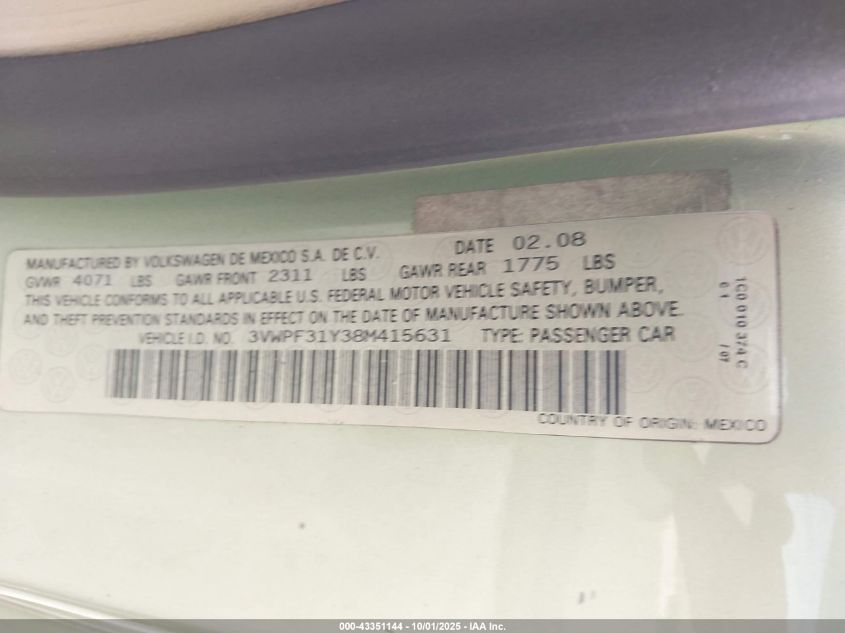 MANUFACTURED BY VOLKSWAGEN DE MEXICO S.A. DE C.V. DATE 02.08
GVWR 4071 LBS GAWR FRONT 2311 LBS GAWR REAR 1775 LBS
THIS VEHICLE CONFORMS TO ALL APPLICABLE U.S. FEDERAL MOTOR VEHICLE SAFETY, BUMPER,
AND THEFT PREVENTION STANDARDS IN EFFECT ON THE DATE OF MANUFACTURE SHOWN ABOVE.
VEHICLE I.D. NO. 3VWPF31Y38M415631 TYPE: PASSENGER CAR
COUNTRY OF ORIGIN: MEXICO
1C0 010 374 C
000-43351144 - 10/01/2025 - IAA Inc.